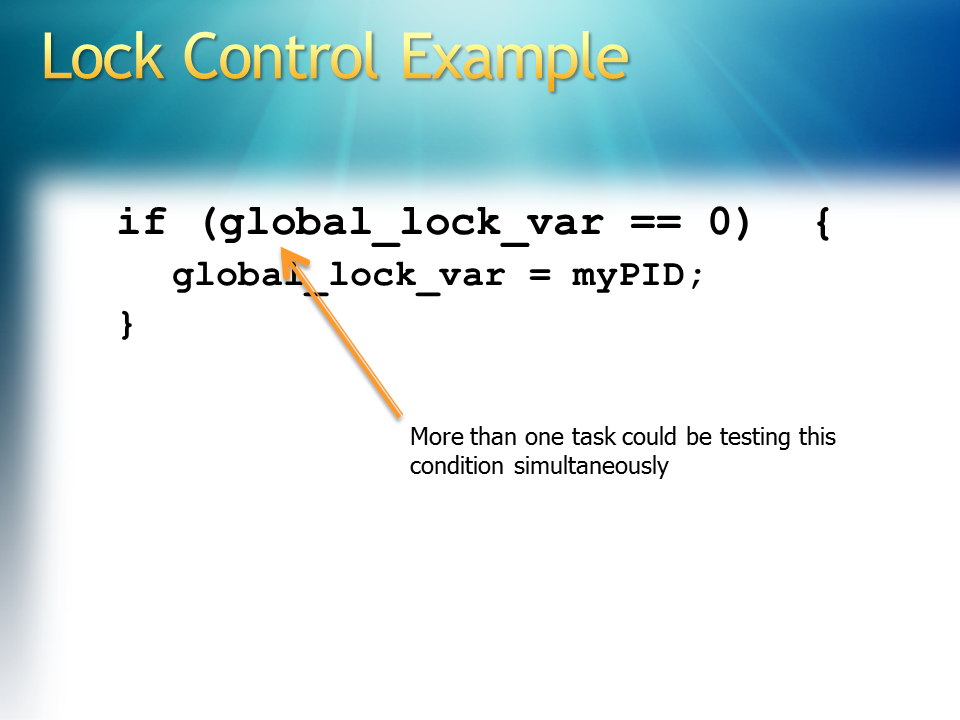 Lock Control Example
if (global_lock_var == 0)  {
global_lock_var = myPID;
}
More than one task could be testing this
condition simultaneously